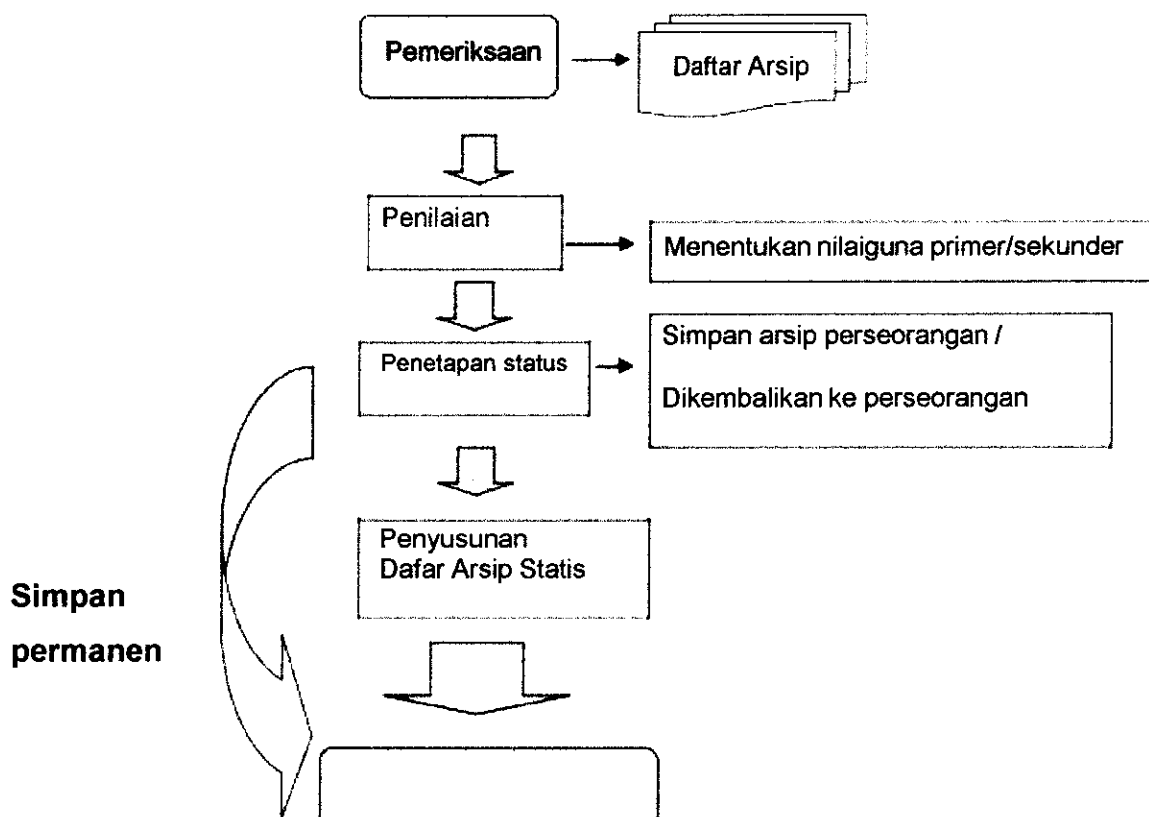 Pemeriksaan
Daftar Arsip
Penilaian
Menentukan nilaiguna primer/sekunder
Penetapan status
Simpan arsip perseorangan /
Dikembalikan ke perseorangan
Penyusunan
Dafar Arsip Statis
Simpan
permanen